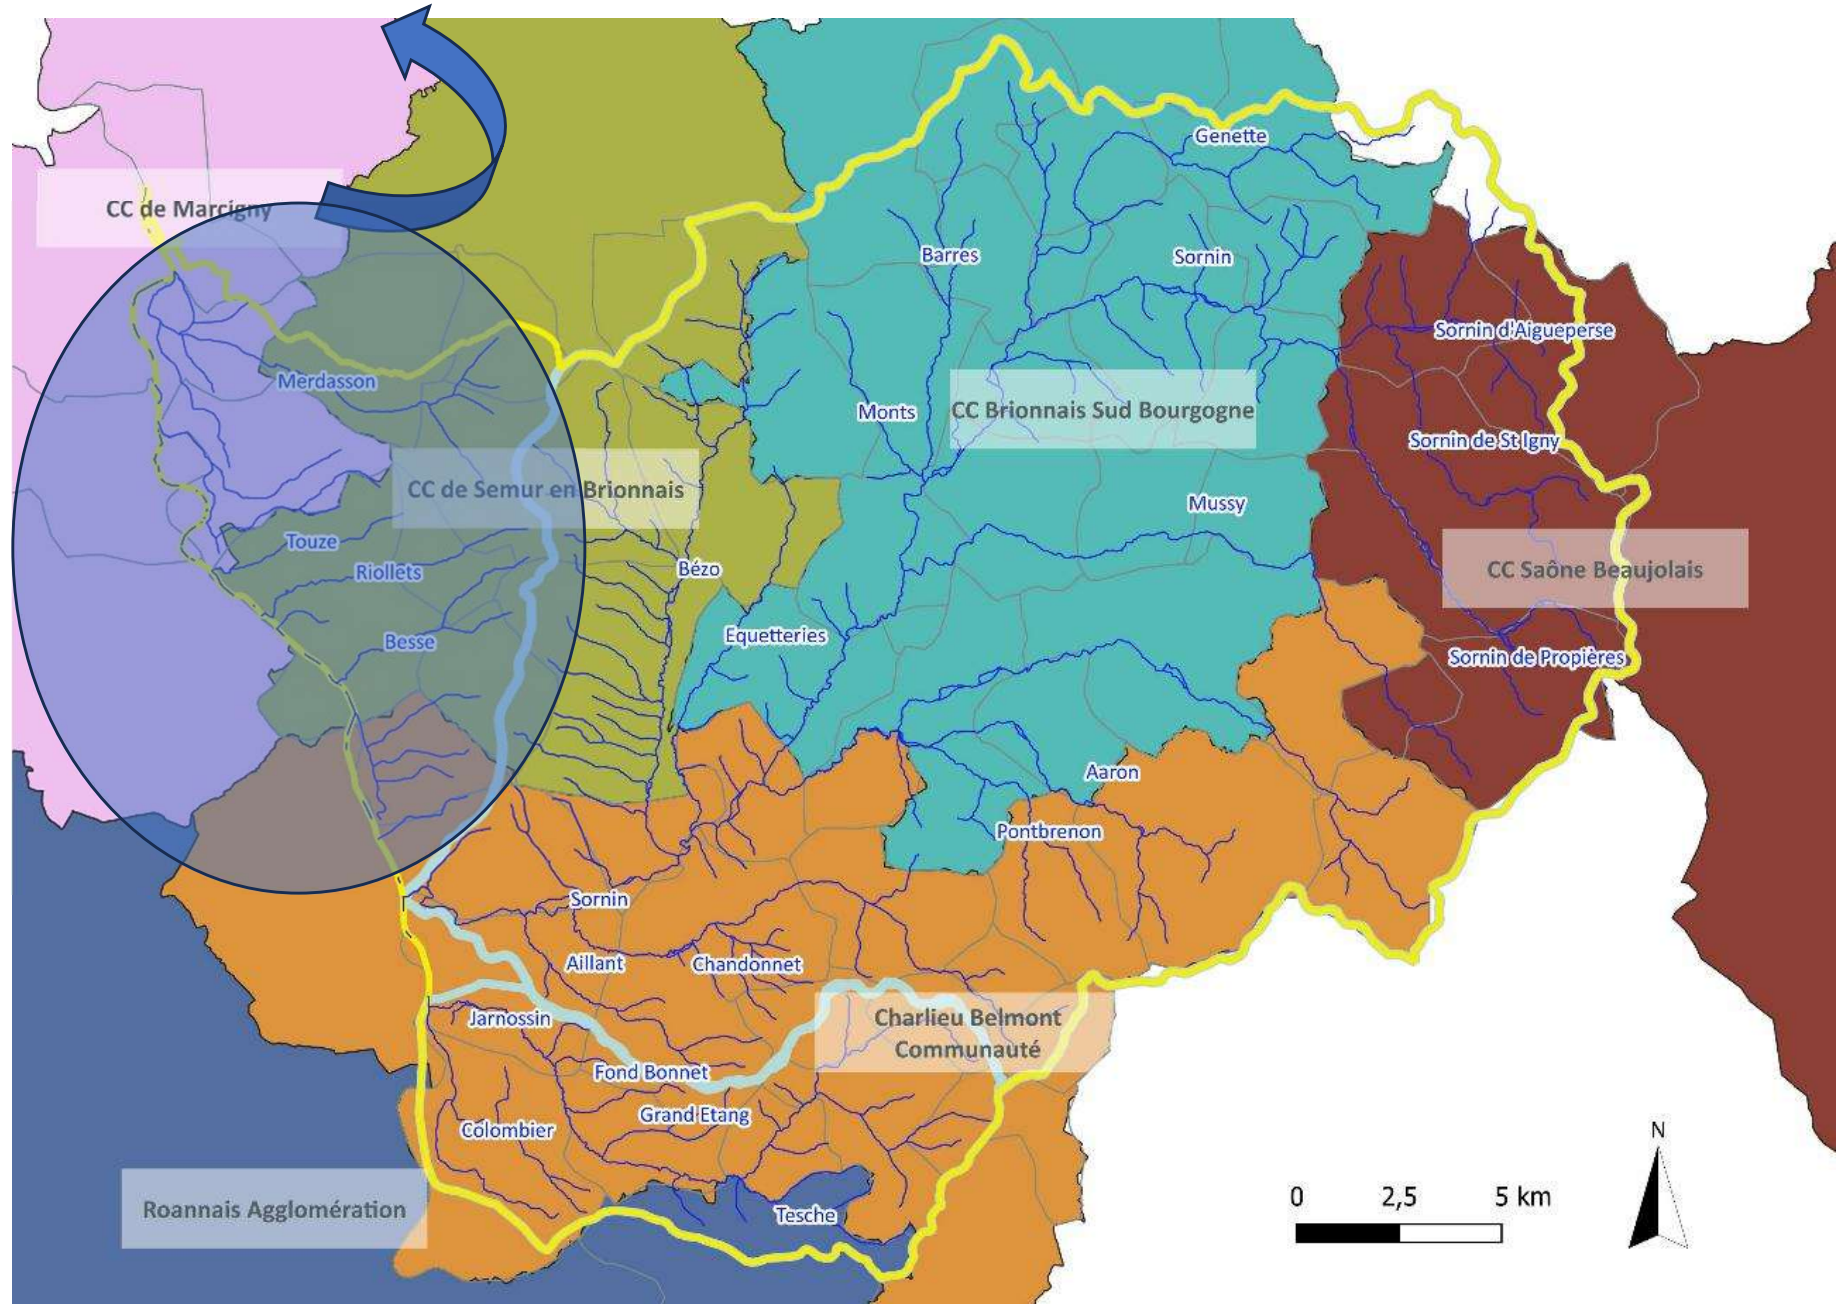 Genette
CC de Marcigny
Barres
Sornin
Sornin d'Aigueperse
Merdasson
Monts
CC Brionnais Sud Bourgogne
Sornin de St Igny
CC de Semur en Brionnais
Mussy
Touze
Riollets
Bézo
CC Saône Beaujolais
Besse
Equetteries
Sornin de Propières
Aaron
Pontbrenon
Sornin
Aillant
Chandonnet
Jarnossin
Charlieu Belmont
Communauté
Fond Bonnet
Grand Etang
Colombier
N
0 2,5 5 km
Roannais Agglomération
Tesche